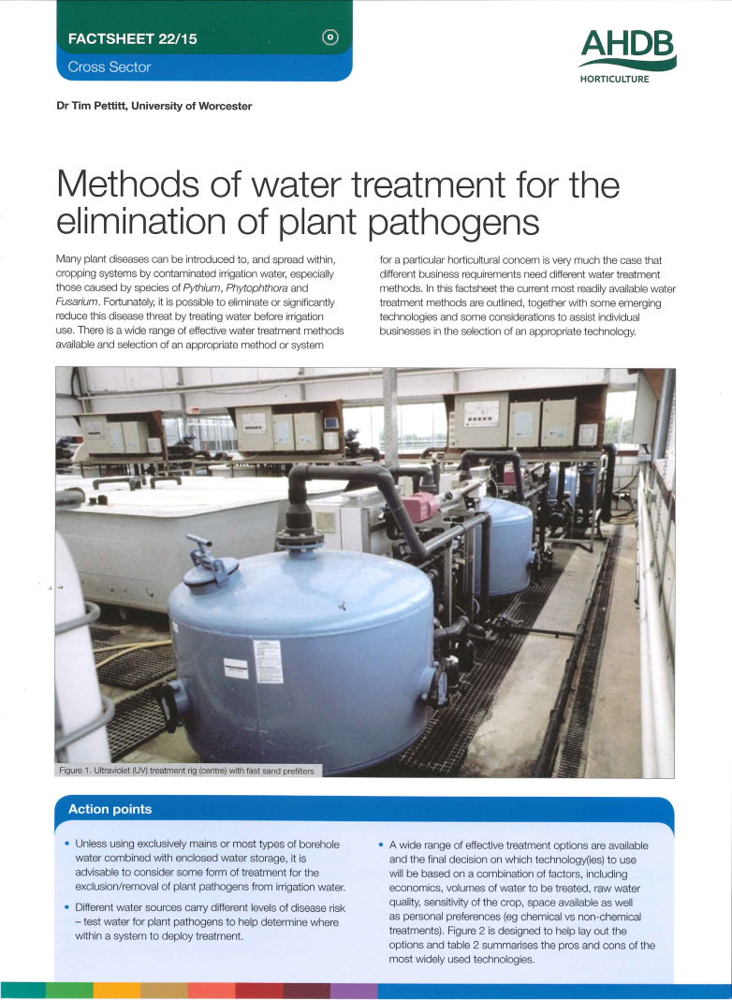 FACTSHEET 22/15
Cross Sector
AHDB
HORTICULTURE
Dr Tim Pettitt, University of Worcester
Methods of water treatment for the
elimination of plant pathogens
Many plant diseases can be introduced to, and spread within,
cropping systems by contaminated irrigation water, especially
those caused by species of Pythium, Phytophthora and
Fusarium. Fortunately, it is possible to eliminate or significantly
reduce this disease threat by treating water before irrigation
use. There is a wide range of effective water treatment methods
available and selection of an appropriate method or system
for a particular horticultural concern is very much the case that
different business requirements need different water treatment
methods. In this factsheet the current most readily available water
treatment methods are outlined, together with some emerging
technologies and some considerations to assist individual
businesses in the selection of an appropriate technology.
Figure 1. Ultraviolet (UV) treatment rig (centre) with fast sand prefilters
Action points
• Unless using exclusively mains or most types of borehole
water combined with enclosed water storage, it is
advisable to consider some form of treatment for the
exclusion/removal of plant pathogens from irrigation water.
• Different water sources carry different levels of disease risk
– test water for plant pathogens to help determine where
within a system to deploy treatment.
• A wide range of effective treatment options are available
and the final decision on which technology(ies) to use
will be based on a combination of factors, including
economics, volumes of water to be treated, raw water
quality, sensitivity of the crop, space available as well
as personal preferences (eg chemical vs non-chemical
treatments). Figure 2 is designed to help lay out the
options and table 2 summarises the pros and cons of the
most widely used technologies.